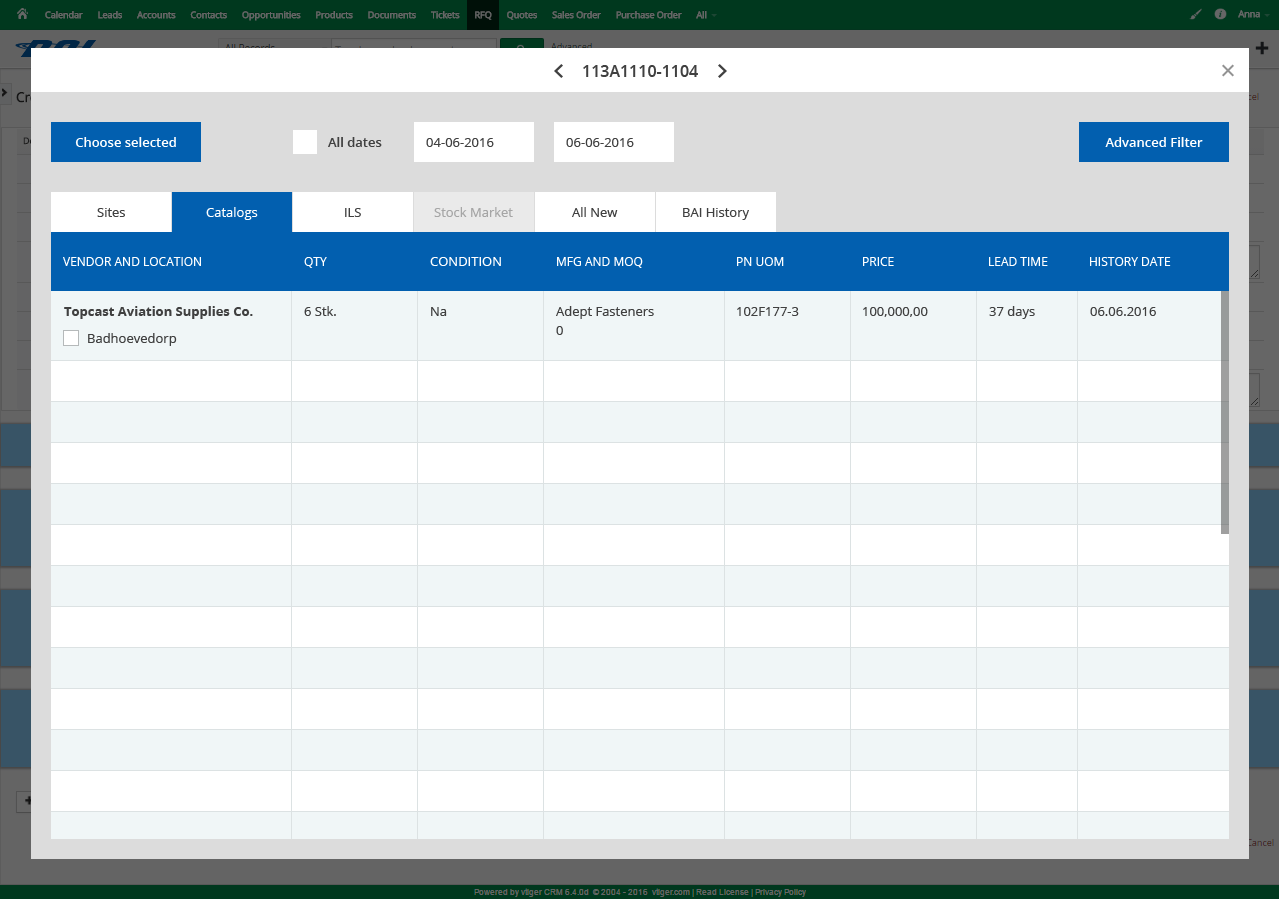 Calendar Leads Accounts Contacts Opportunities Products Documents Tickets RFQ Quotes Sales Order Purchase Order All Anna
All Records Advanced
113A1110-1104
Choose selected All dates 04-06-2016 06-06-2016 Advanced Filter
Sites Catalogs ILS Stock Market All New BAI History
VENDOR AND LOCATION QTY CONDITION MFG AND MOQ PN UOM PRICE LEAD TIME HISTORY DATE
Topcast Aviation Supplies Co. 6 Stk. Na Adept Fasteners 102F177-3 100,000,00 37 days 06.06.2016
0
Badhoevedorp
Cancel
Powered by vtiger CRM 6.4.0d © 2004 - 2016 vtiger.com | Read License | Privacy Policy